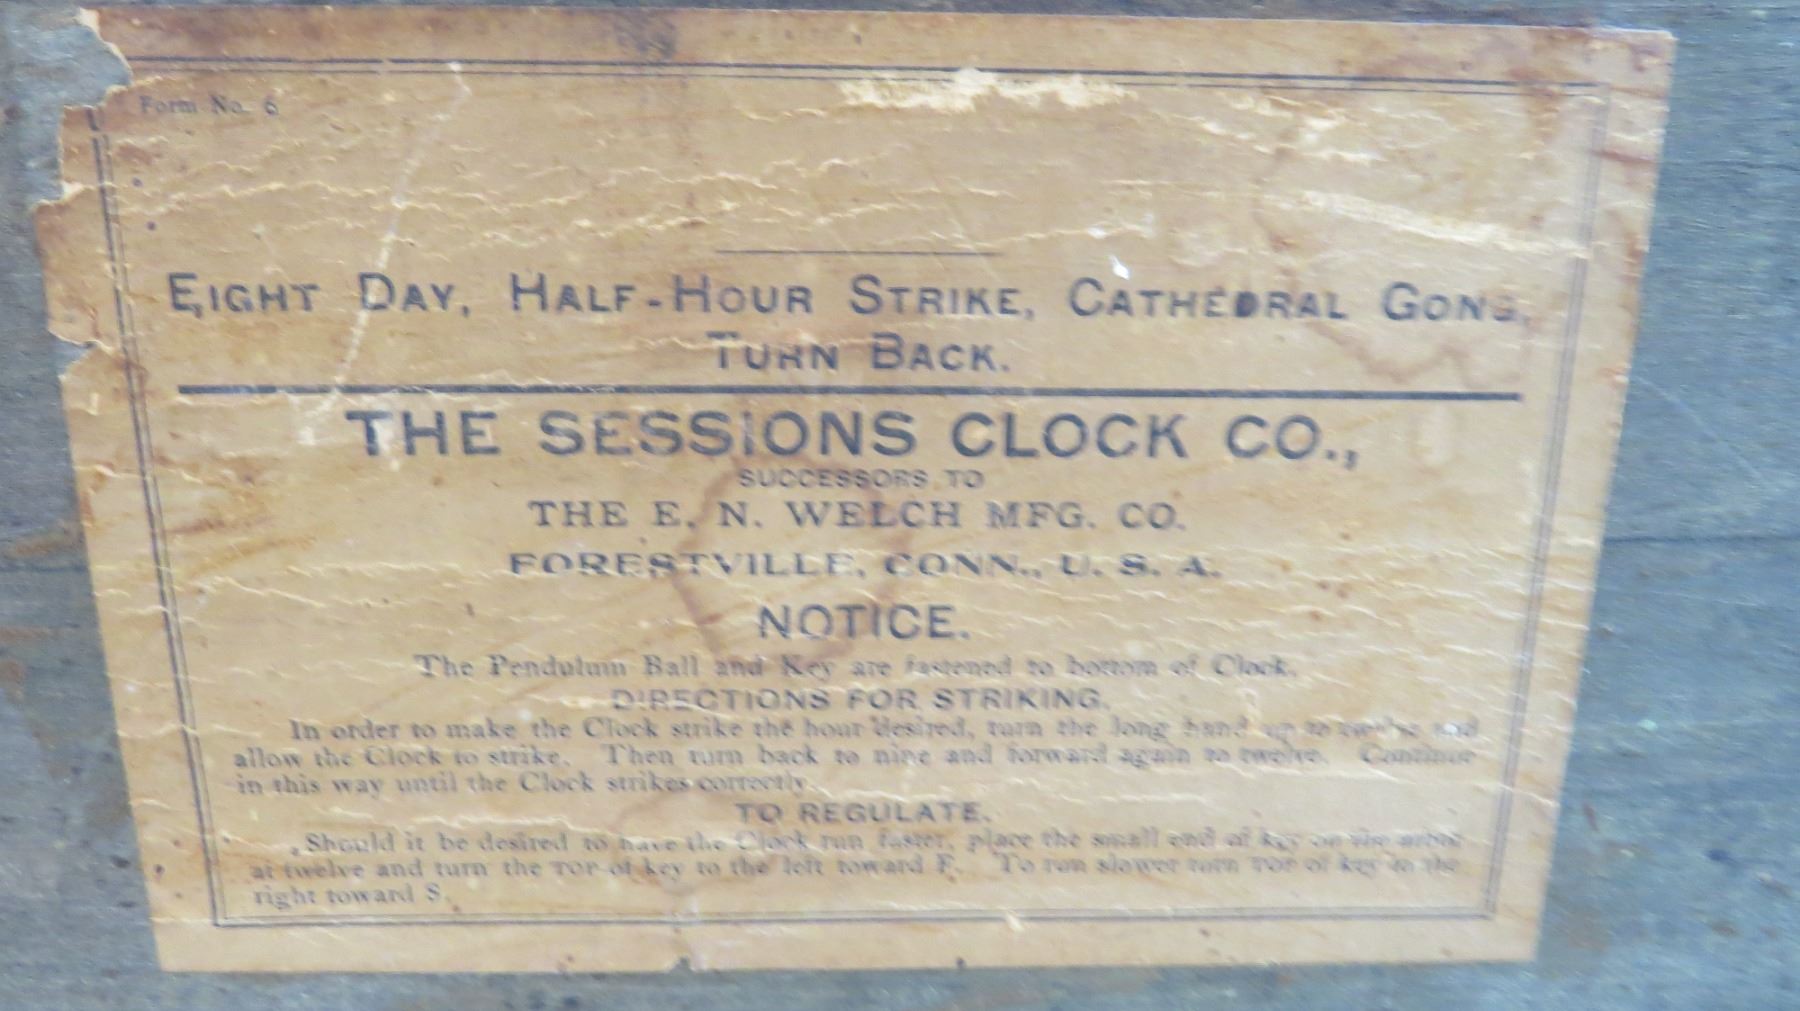 Form No. 6
EIGHT DAY, HALF-HOUR STRIKE, CATHEDRAL GONG,
TURN BACK.
THE SESSIONS CLOCK CO.,
SUCCESSORS TO
THE E. N. WELCH MFG. CO.
FORESTVILLE, CONN., U. S. A.
NOTICE.
The Pendulum Ball and Key are fastened to bottom of Clock.
DIRECTIONS FOR STRIKING.
In order to make the Clock strike the hour desired, turn the long hand up to twelve and
allow the Clock to strike. Then turn back to nine and forward again to twelve. Continue
in this way until the Clock strikes correctly.
TO REGULATE.
Should it be desired to have the Clock run faster, place the small end of key on the arbor
at twelve and turn the TOP of key to the left toward F. To run slower turn TOP of key to the
right toward S.